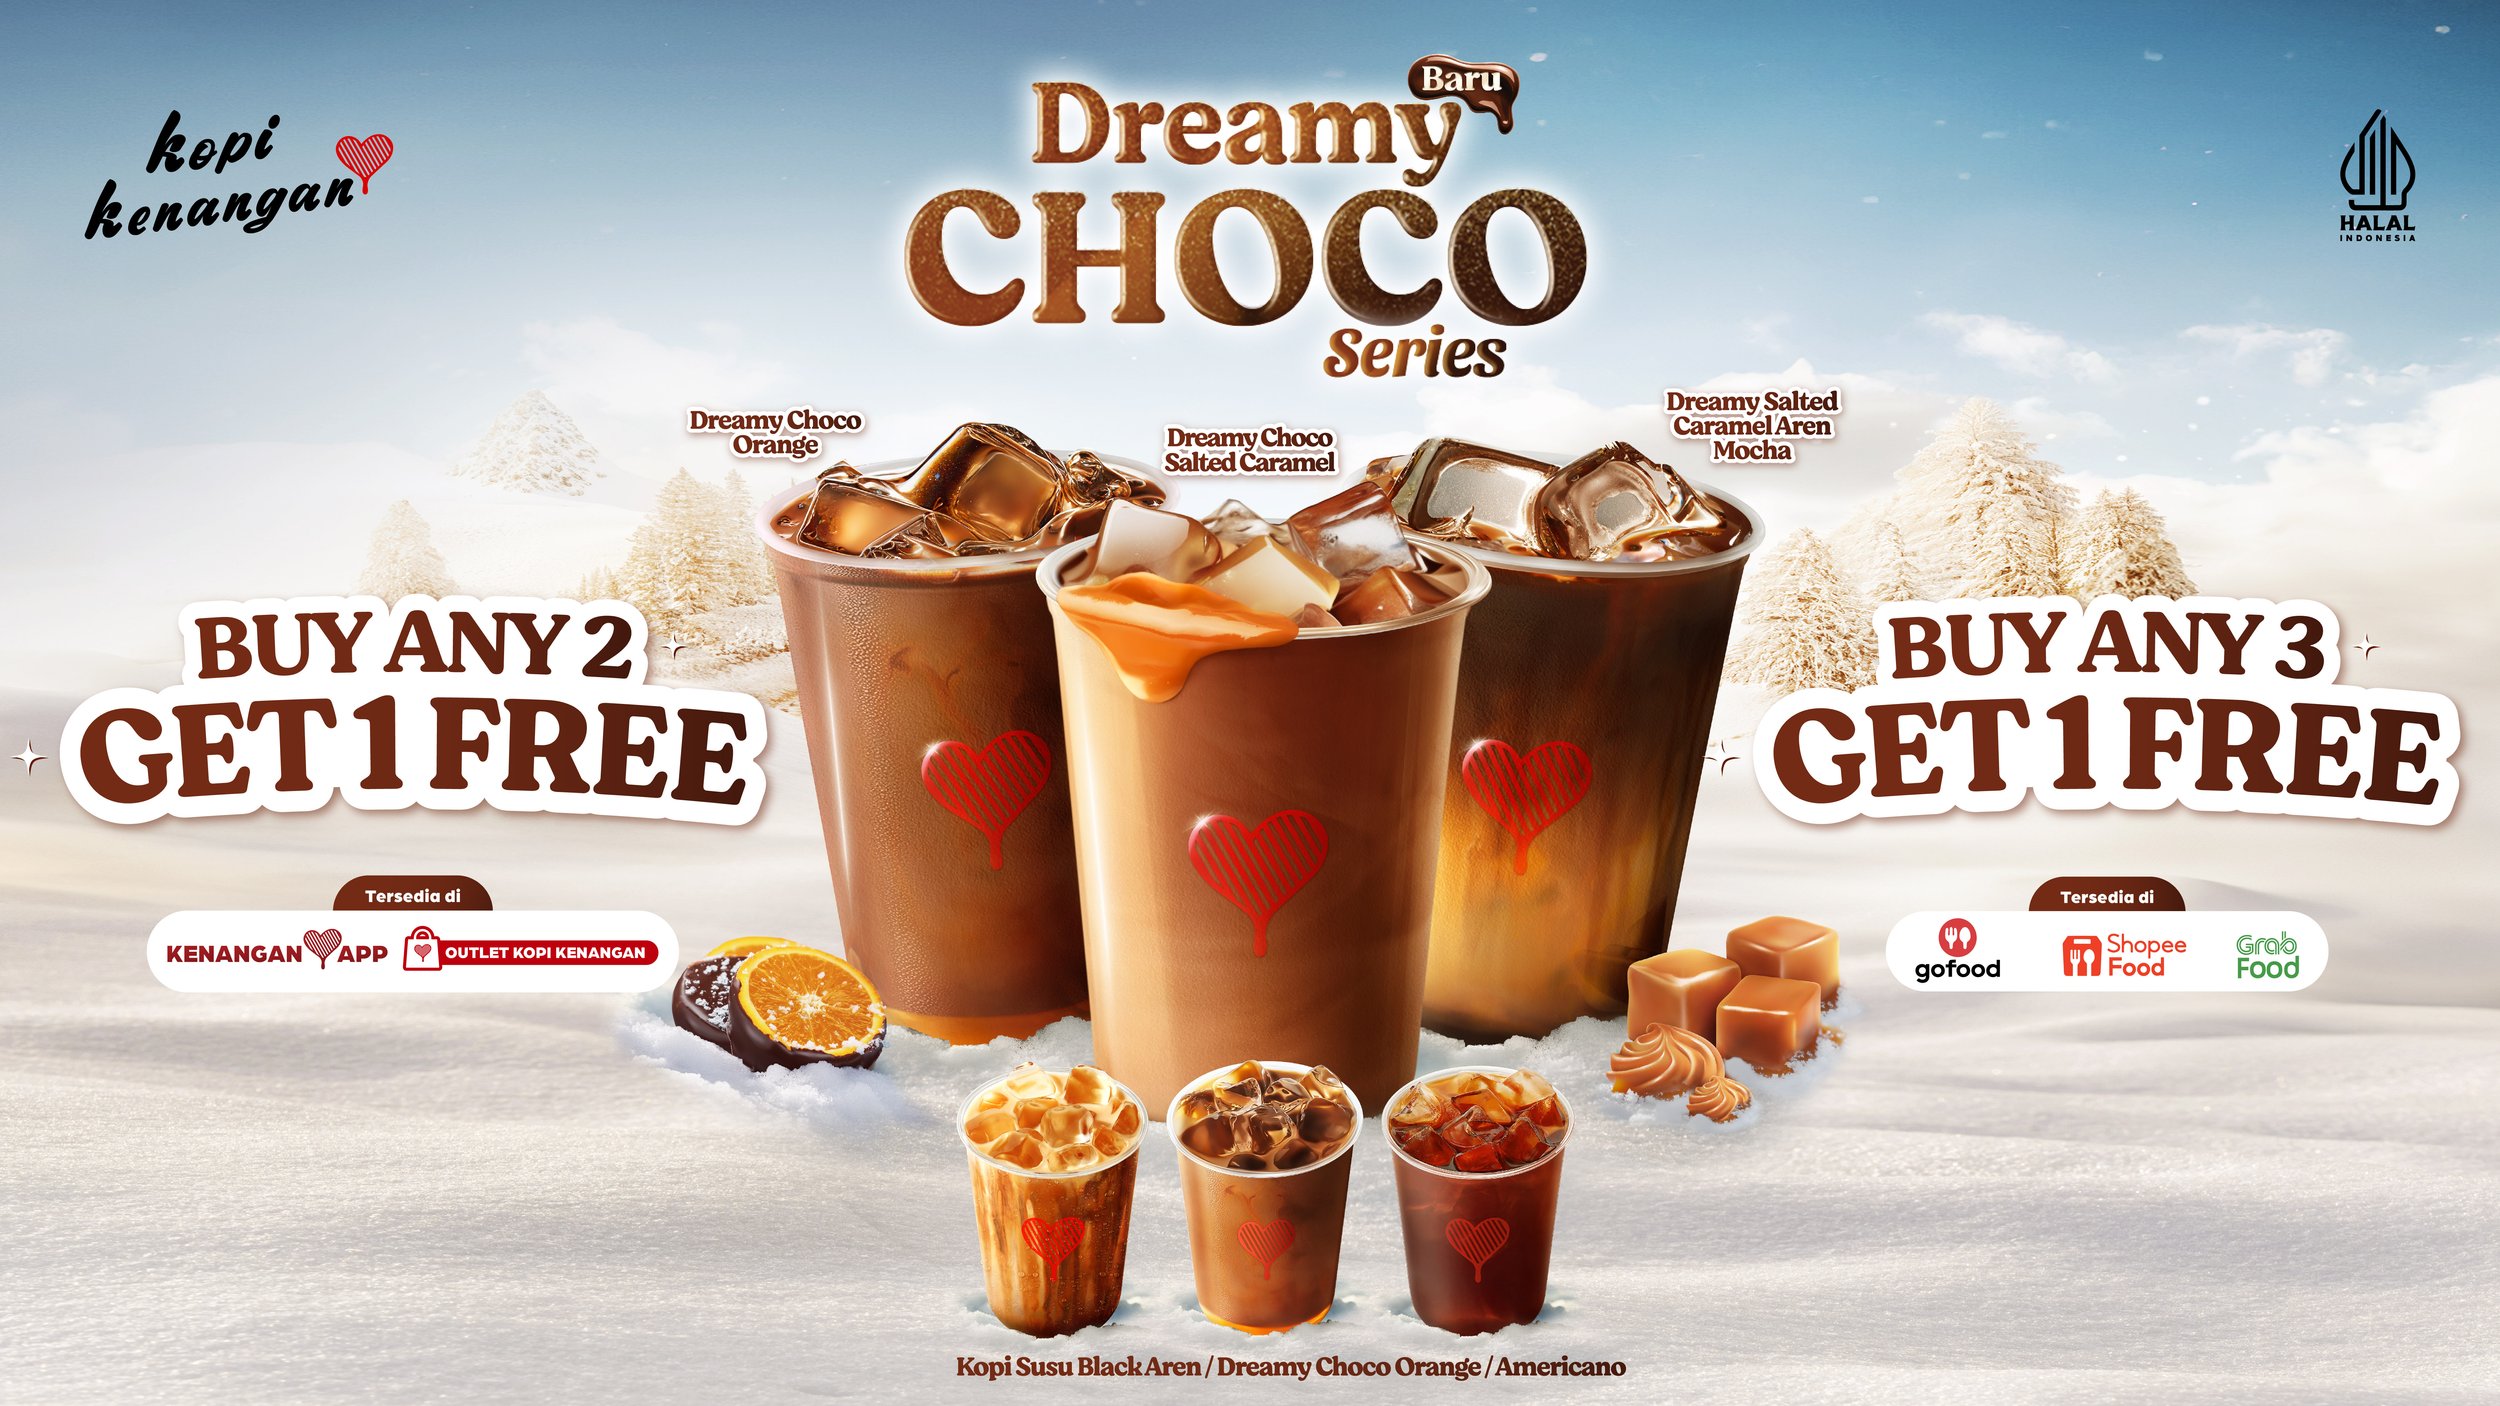 kopi
kenangan
Baru
Dreamy
CHOCO
Series
HALAL
INDONESIA
Dreamy Choco
Orange
Dreamy Choco
Salted Caramel
Dreamy Salted
Caramel Aren
Mocha
BUY ANY 2
GET 1 FREE
Tersedia di
KENANGAN APP
OUTLET KOPI KENANGAN
BUY ANY 3
GET 1 FREE
Tersedia di
gofood
Shopee
Food
Grab
Food
Kopi Susu Black Aren / Dreamy Choco Orange / Americano